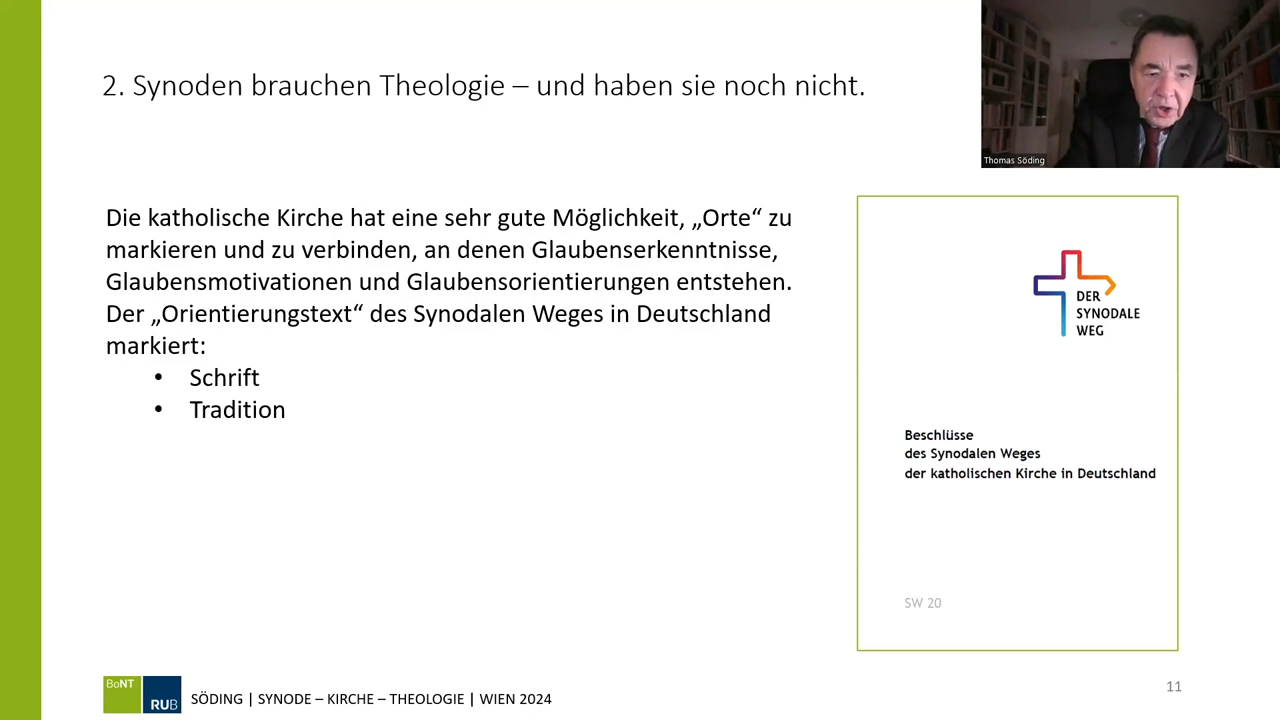 2. Synoden brauchen Theologie – und haben sie noch nicht.
Thomas Söding
Die katholische Kirche hat eine sehr gute Möglichkeit, „Orte“ zu
markieren und zu verbinden, an denen Glaubenserkenntnisse,
Glaubensmotivationen und Glaubensorientierungen entstehen.
Der „Orientierungstext“ des Synodalen Weges in Deutschland
markiert:
• Schrift
• Tradition
DER
SYNODALE
WEG
Beschlüsse
des Synodalen Weges
der katholischen Kirche in Deutschland
SW 20
BoNT
RUB
SÖDING | SYNODE – KIRCHE – THEOLOGIE | WIEN 2024
11